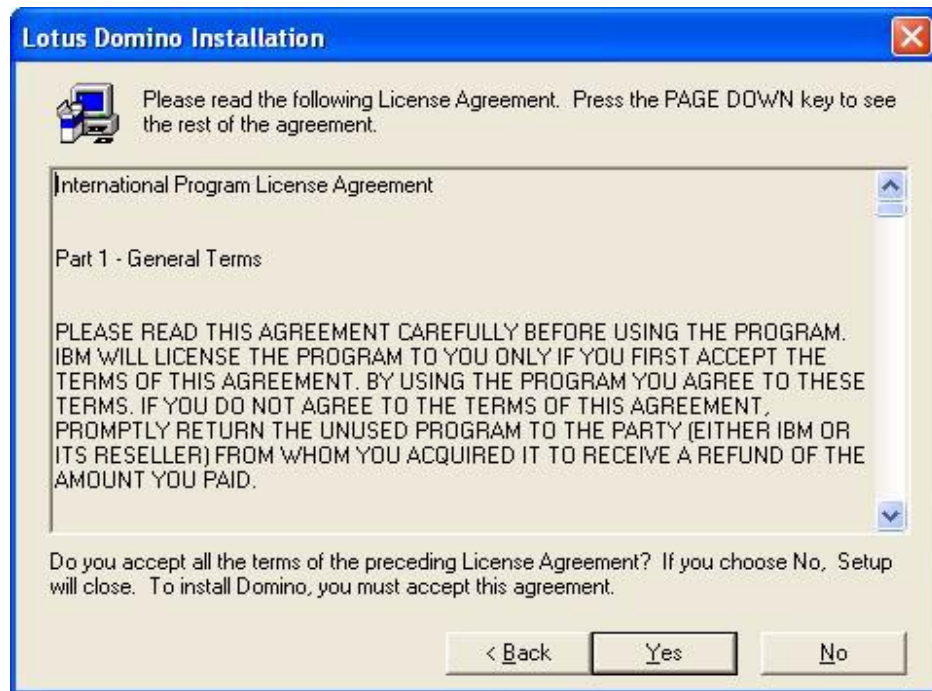 Lotus Domino Installation
Please read the following License Agreement. Press the PAGE DOWN key to see
the rest of the agreement.
International Program License Agreement
Part 1 - General Terms
PLEASE READ THIS AGREEMENT CAREFULLY BEFORE USING THE PROGRAM.
IBM WILL LICENSE THE PROGRAM TO YOU ONLY IF YOU FIRST ACCEPT THE
TERMS OF THIS AGREEMENT. BY USING THE PROGRAM YOU AGREE TO THESE
TERMS. IF YOU DO NOT AGREE TO THE TERMS OF THIS AGREEMENT,
PROMPTLY RETURN THE UNUSED PROGRAM TO THE PARTY (EITHER IBM OR
ITS RESELLER) FROM WHOM YOU ACQUIRED IT TO RECEIVE A REFUND OF THE
AMOUNT YOU PAID.
Do you accept all the terms of the preceding License Agreement? If you choose No, Setup
will close. To install Domino, you must accept this agreement.
< Back Yes No